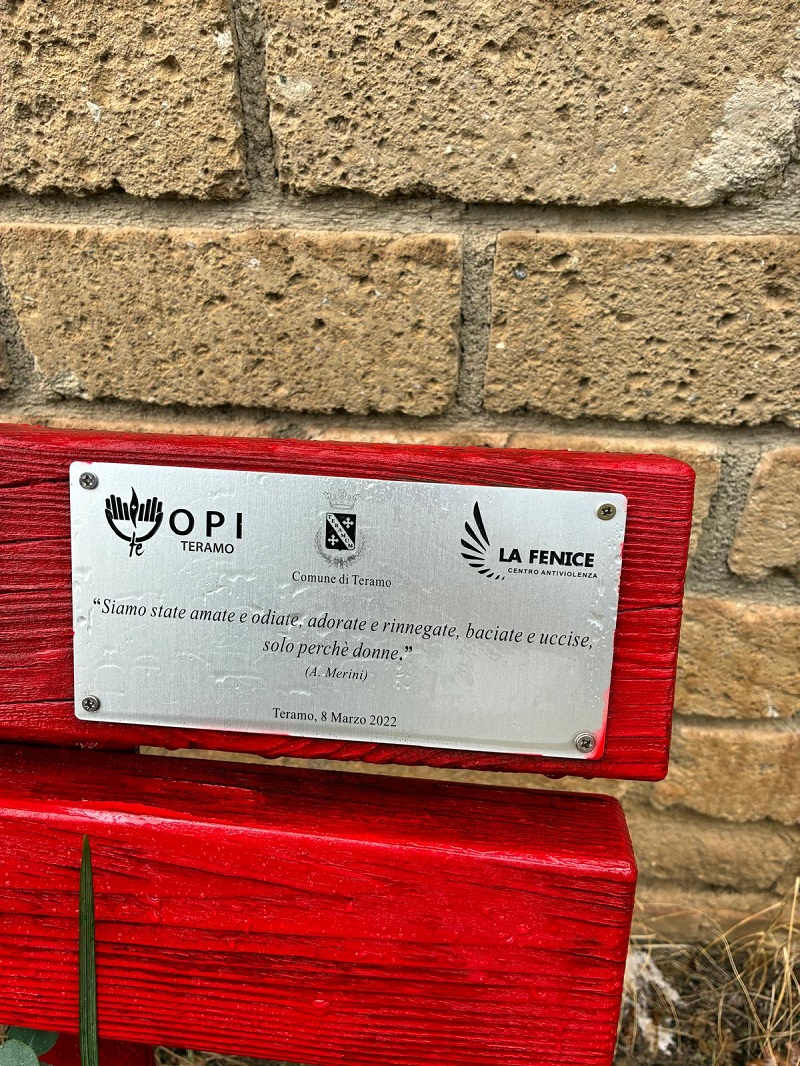 OPI
TERAMO
Comune di Teramo
LA FENICE
CENTRO ANTIVIOLENZA
“Siamo state amate e odiate, adorate e rinnegate, baciate e uccise,
solo perchè donne.”
(A. Merini)
Teramo, 8 Marzo 2022